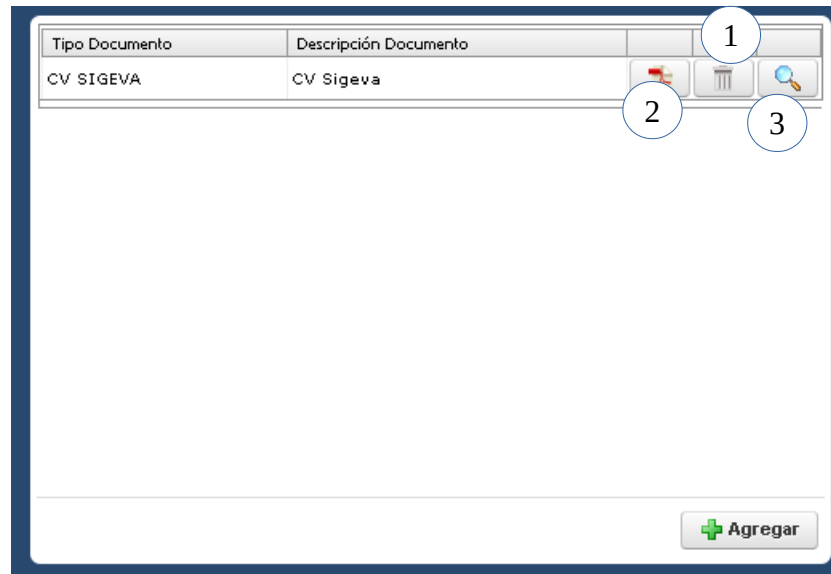 1
Tipo Documento Descripción Documento
CV SIGEVA CV Sigeva
2
3
Agregar